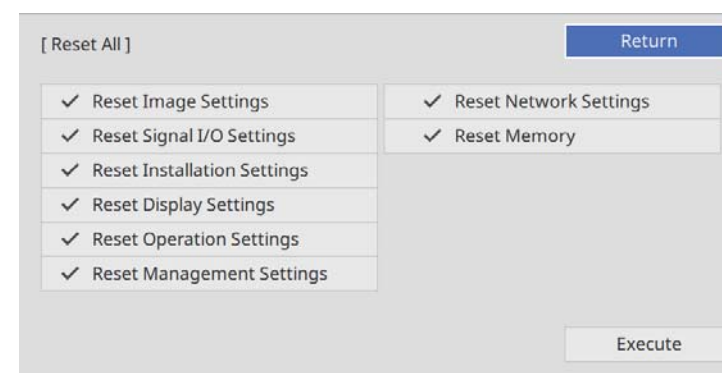 [ Reset All ]
Return
✓ Reset Image Settings
✓ Reset Signal I/O Settings
✓ Reset Installation Settings
✓ Reset Display Settings
✓ Reset Operation Settings
✓ Reset Management Settings
✓ Reset Network Settings
✓ Reset Memory
Execute